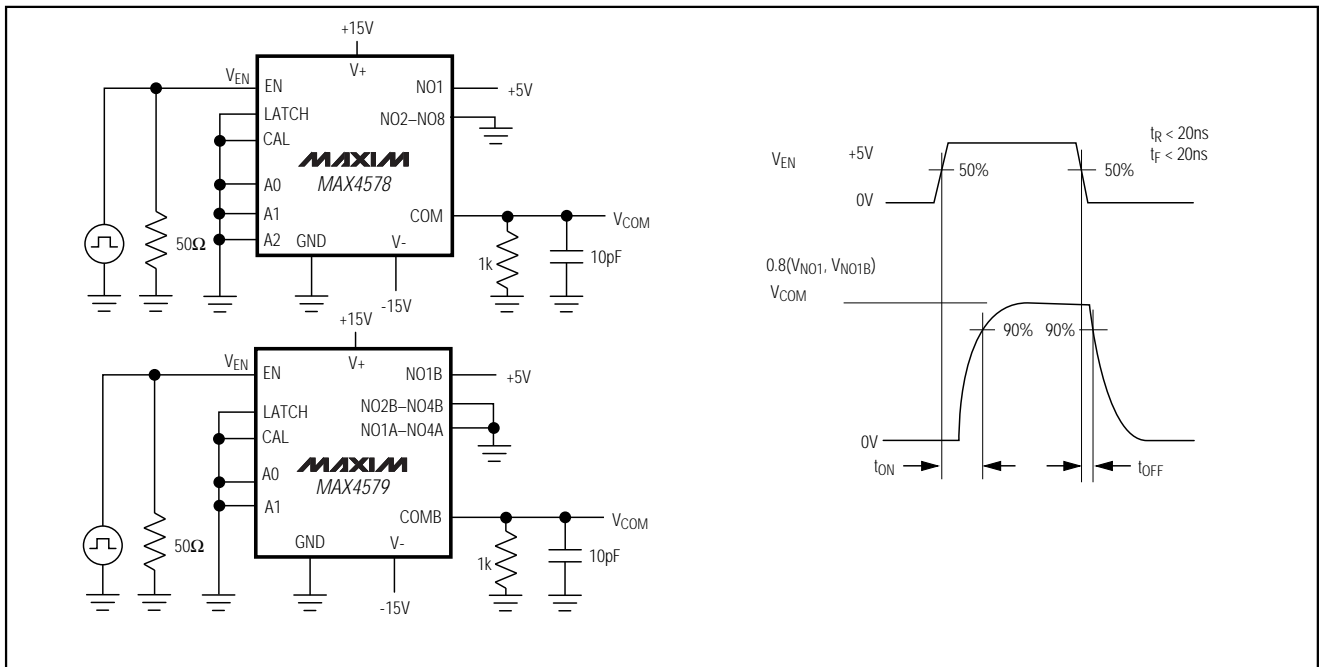 +15V
V+
VEN
EN
NO1
+5V
LATCH
NO2–NO8
CAL
MAXIM
MAX4578
A0
A1
COM
VCOM
A2
GND
V-
50Ω
1k
10pF
-15V
+15V
V+
VEN
EN
NO1B
+5V
LATCH
NO2B–NO4B
CAL
NO1A–NO4A
MAXIM
A0
MAX4579
A1
COMB
VCOM
GND
V-
50Ω
1k
10pF
-15V
tR < 20ns
tF < 20ns
VEN
+5V
50%
50%
0V
0.8(VNO1, VNO1B)
VCOM
90%
90%
0V
tON
tOFF